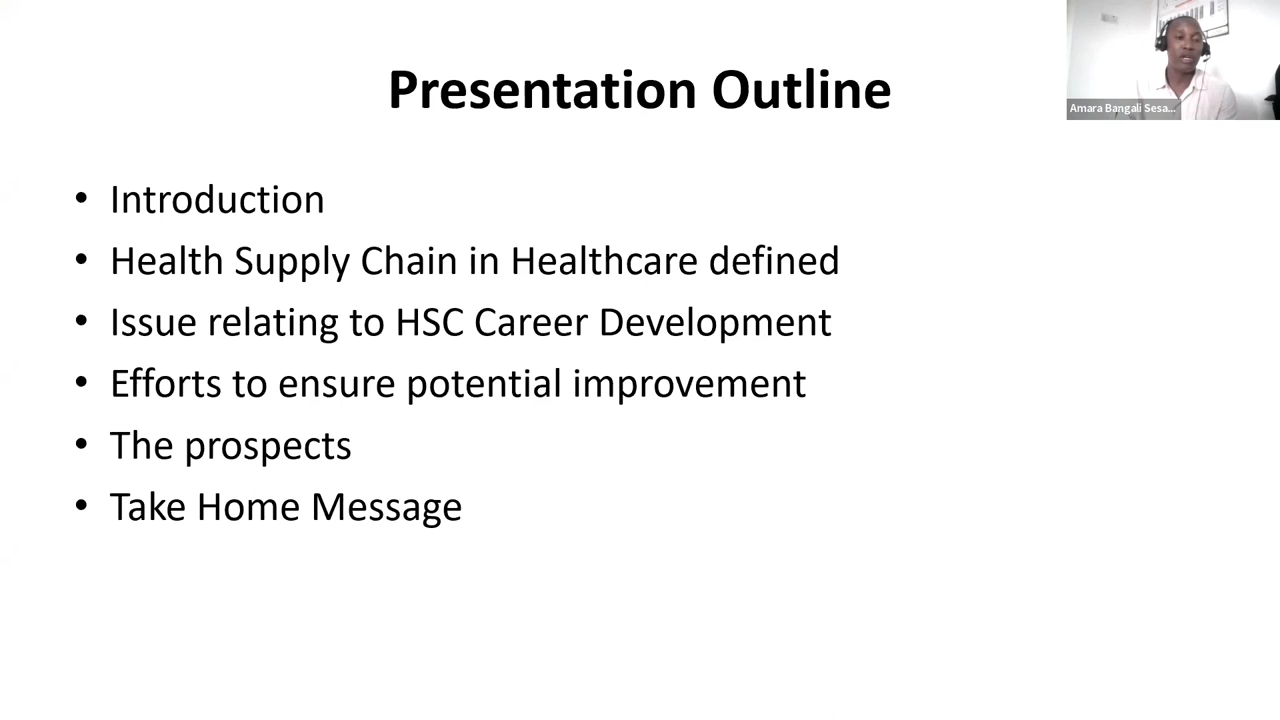 Presentation Outline
Amara Bangali Sesa...
• Introduction
• Health Supply Chain in Healthcare defined
• Issue relating to HSC Career Development
• Efforts to ensure potential improvement
• The prospects
• Take Home Message